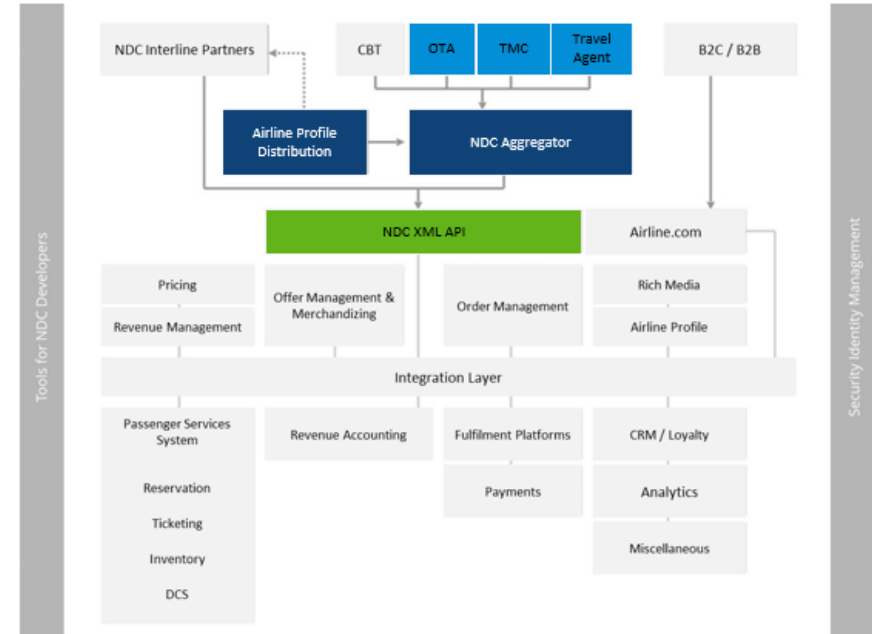 NDC Interline Partners
CBT
OTA
TMC
Travel
Agent
B2C / B2B
Airline Profile
Distribution
NDC Aggregator
NDC XML API
Airline.com
Pricing
Revenue Management
Offer Management &
Merchandizing
Order Management
Rich Media
Airline Profile
Integration Layer
Passenger Services
System
Reservation
Ticketing
Inventory
DCS
Revenue Accounting
Fulfilment Platforms
Payments
CRM / Loyalty
Analytics
Miscellaneous
Tools for NDC Developers
Security Identity Management